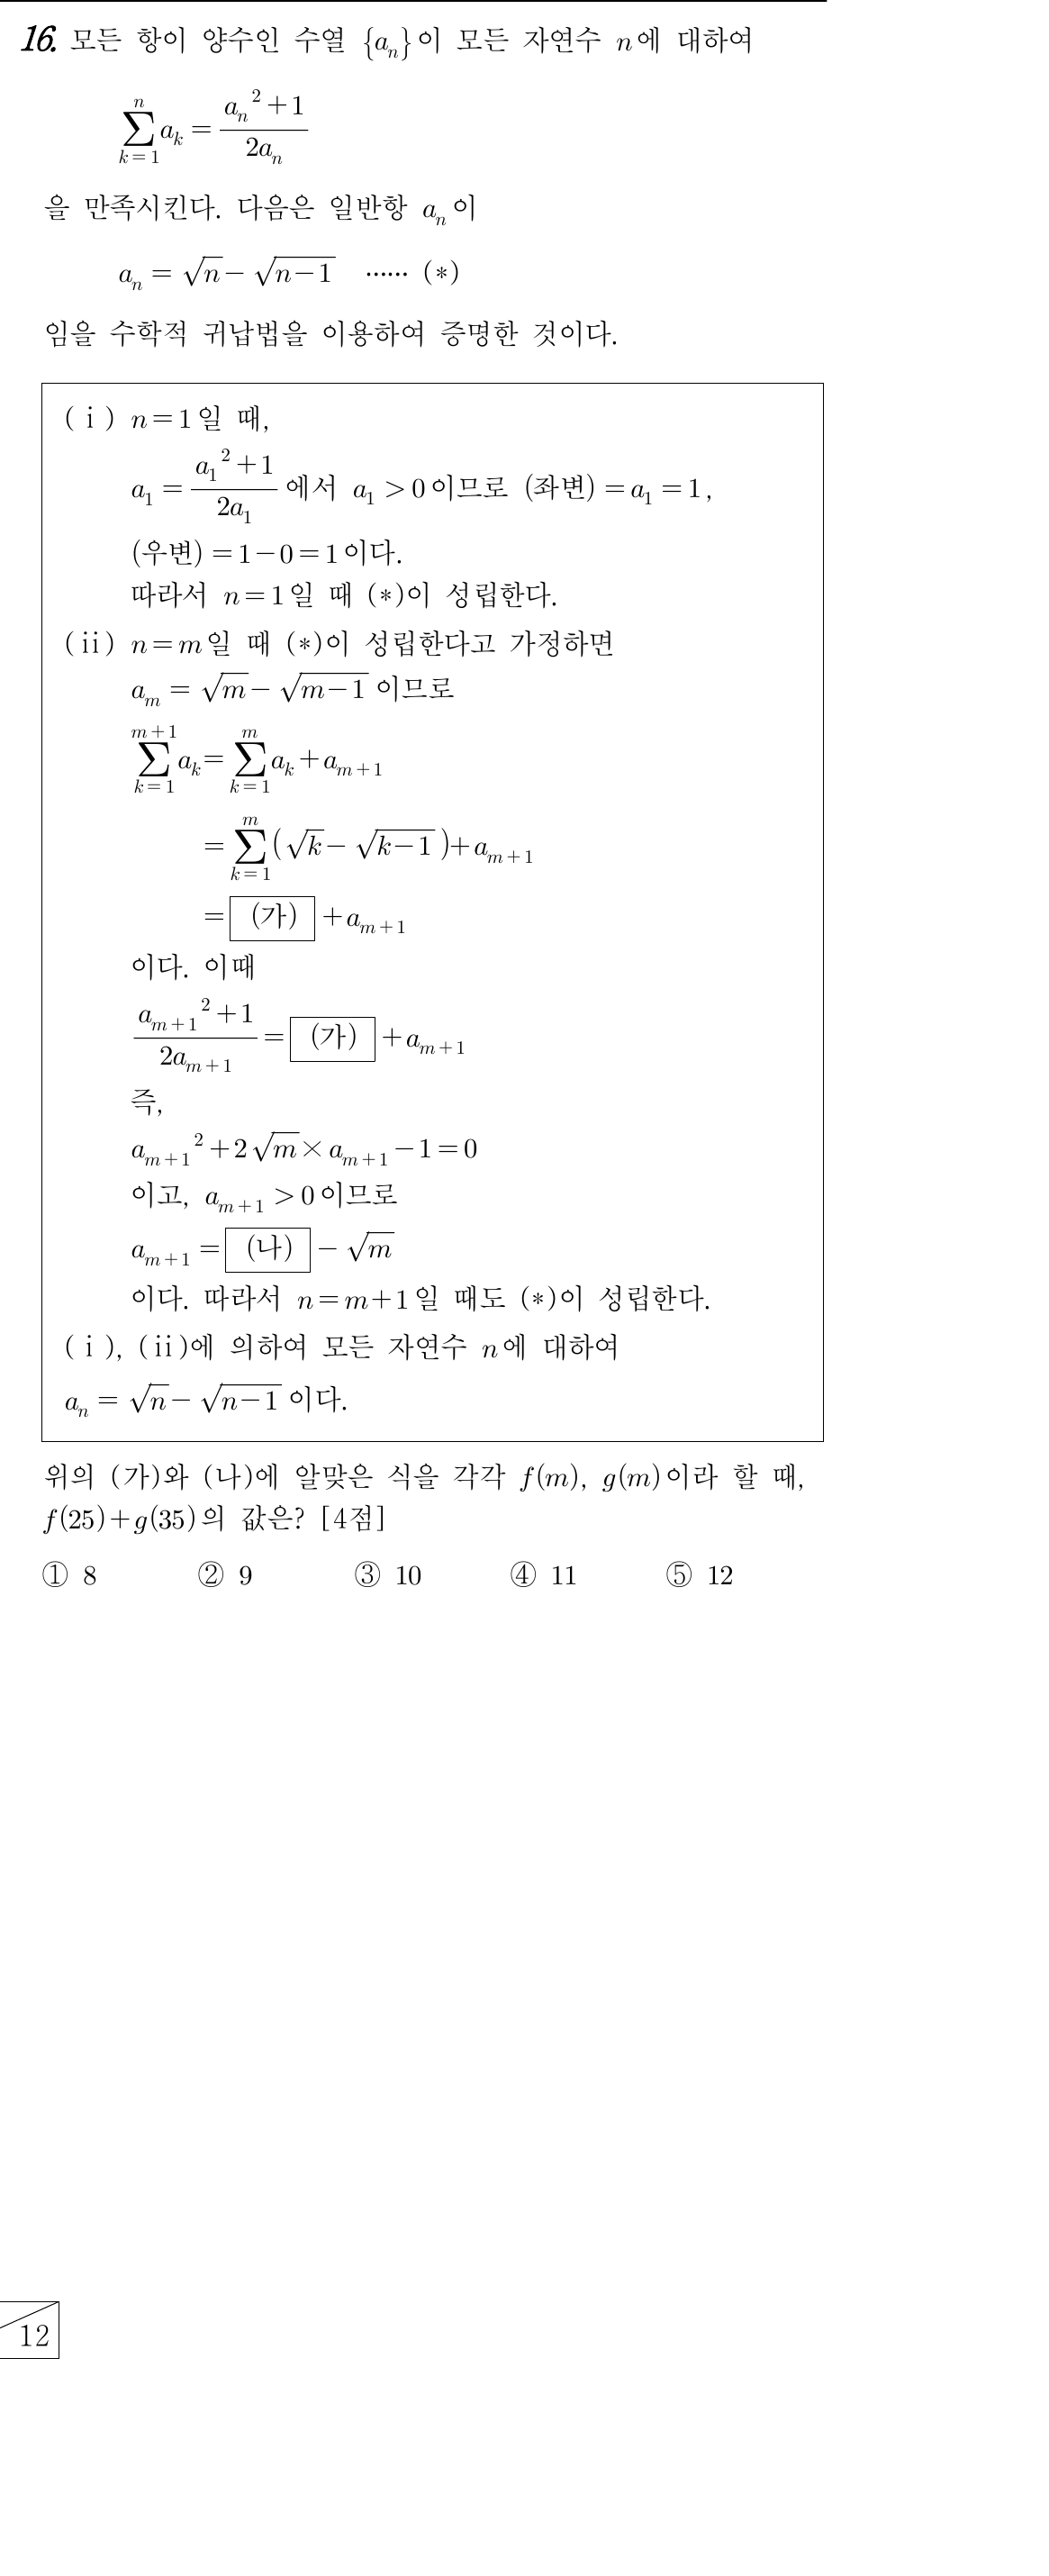 16. 모든 항이 양수인 수열 {aₙ}이 모든 자연수 n에 대하여
\sum_{k=1}^{n} a_k = \frac{a_n^2+1}{2a_n}
을 만족시킨다. 다음은 일반항 aₙ이
a_n = \sqrt{n} - \sqrt{n-1} …… (*)
임을 수학적 귀납법을 이용하여 증명한 것이다.
(ⅰ) n=1일 때,
a_1 = \frac{a_1^2+1}{2a_1} 에서 a_1 > 0이므로 (좌변) = a_1 = 1,
(우변) = 1-0 = 1이다.
따라서 n=1일 때 (*)이 성립한다.
(ⅱ) n=m일 때 (*)이 성립한다고 가정하면
a_m = \sqrt{m} - \sqrt{m-1} 이므로
\sum_{k=1}^{m+1} a_k = \sum_{k=1}^{m} a_k + a_{m+1}
= \sum_{k=1}^{m} (\sqrt{k} - \sqrt{k-1}) + a_{m+1}
= (가) + a_{m+1}
이다. 이때
\frac{a_{m+1}^2+1}{2a_{m+1}} = (가) + a_{m+1}
즉,
a_{m+1}^2 + 2\sqrt{m} × a_{m+1} - 1 = 0
이고, a_{m+1} > 0이므로
a_{m+1} = (나) - \sqrt{m}
이다. 따라서 n=m+1일 때도 (*)이 성립한다.
(ⅰ), (ⅱ)에 의하여 모든 자연수 n에 대하여
a_n = \sqrt{n} - \sqrt{n-1} 이다.
위의 (가)와 (나)에 알맞은 식을 각각 f(m), g(m)이라 할 때,
f(25)+g(35)의 값은? [4점]
① 8 ② 9 ③ 10 ④ 11 ⑤ 12
12